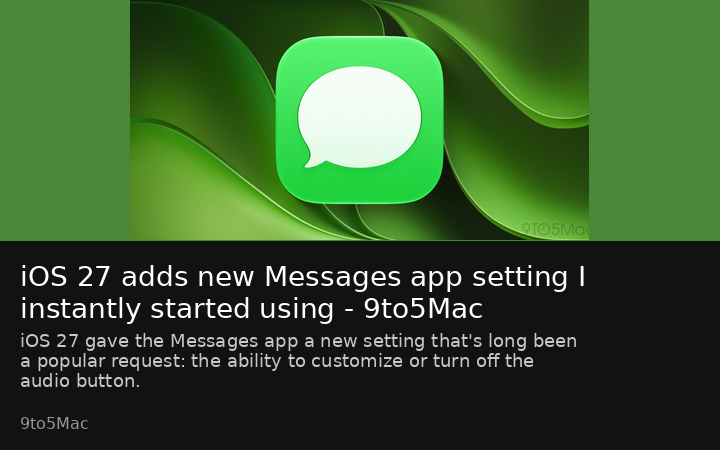 9TO5Mac
iOS 27 adds new Messages app setting I
instantly started using - 9to5Mac
iOS 27 gave the Messages app a new setting that's long been
a popular request: the ability to customize or turn off the
audio button.
9to5Mac